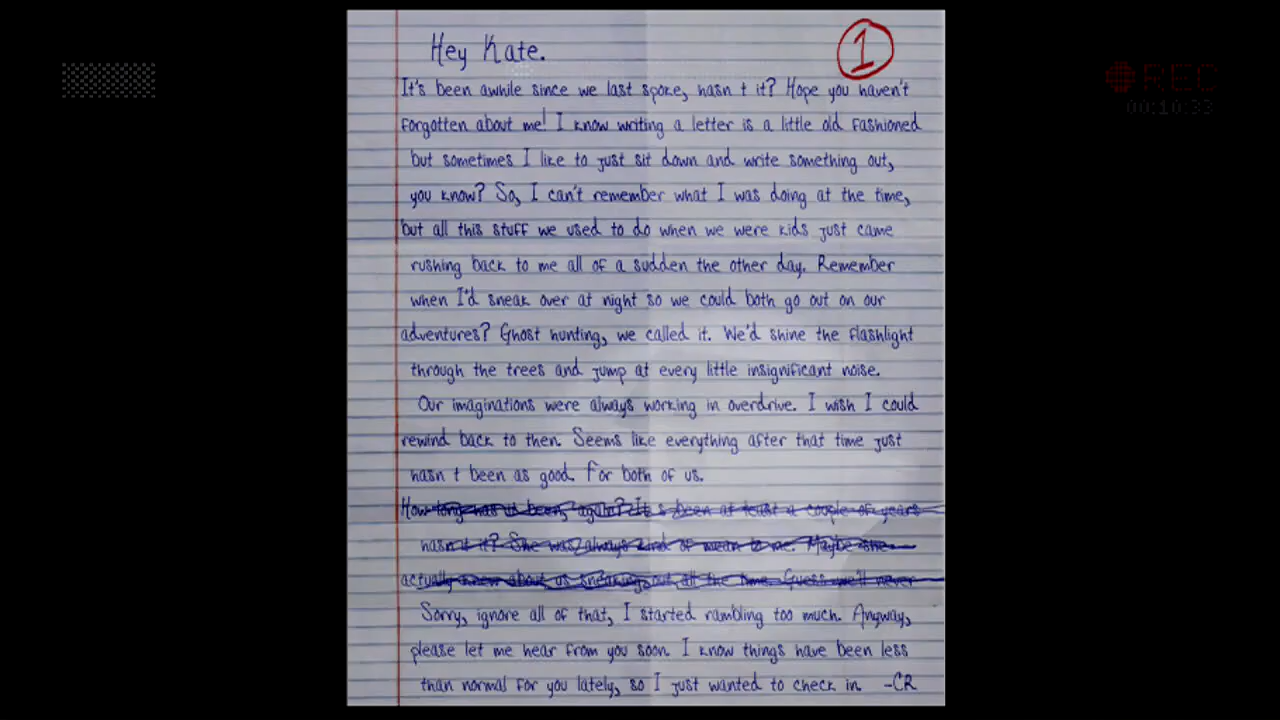 Hey Kate.
1
REC
00:10:33
It's been awhile since we last spoke, hasn t it? Hope you haven't
forgotten about me! I know writing a letter is a little old fashioned
but sometimes I like to just sit down and write something out,
you know? So, I can't remember what I was doing at the time,
but all this stuff we used to do when we were kids just came
rushing back to me all of a sudden the other day. Remember
when I'd sneak over at night so we could both go out on our
adventures? Ghost hunting, we called it. We'd shine the flashlight
through the trees and jump at every little insignificant noise.
Our imaginations were always working in overdrive. I wish I could
rewind back to then. Seems like everything after that time just
hasn t been as good. For both of us.
How long has it been, again? It s been at least a couple of years
hasn t it? She was always kind of mean to me. Maybe she
actually knew about us sneaking out all the time. Guess we'll never
Sorry, ignore all of that, I started rambling too much. Anyway,
please let me hear from you soon. I know things have been less
than normal for you lately, so I just wanted to check in. -CR